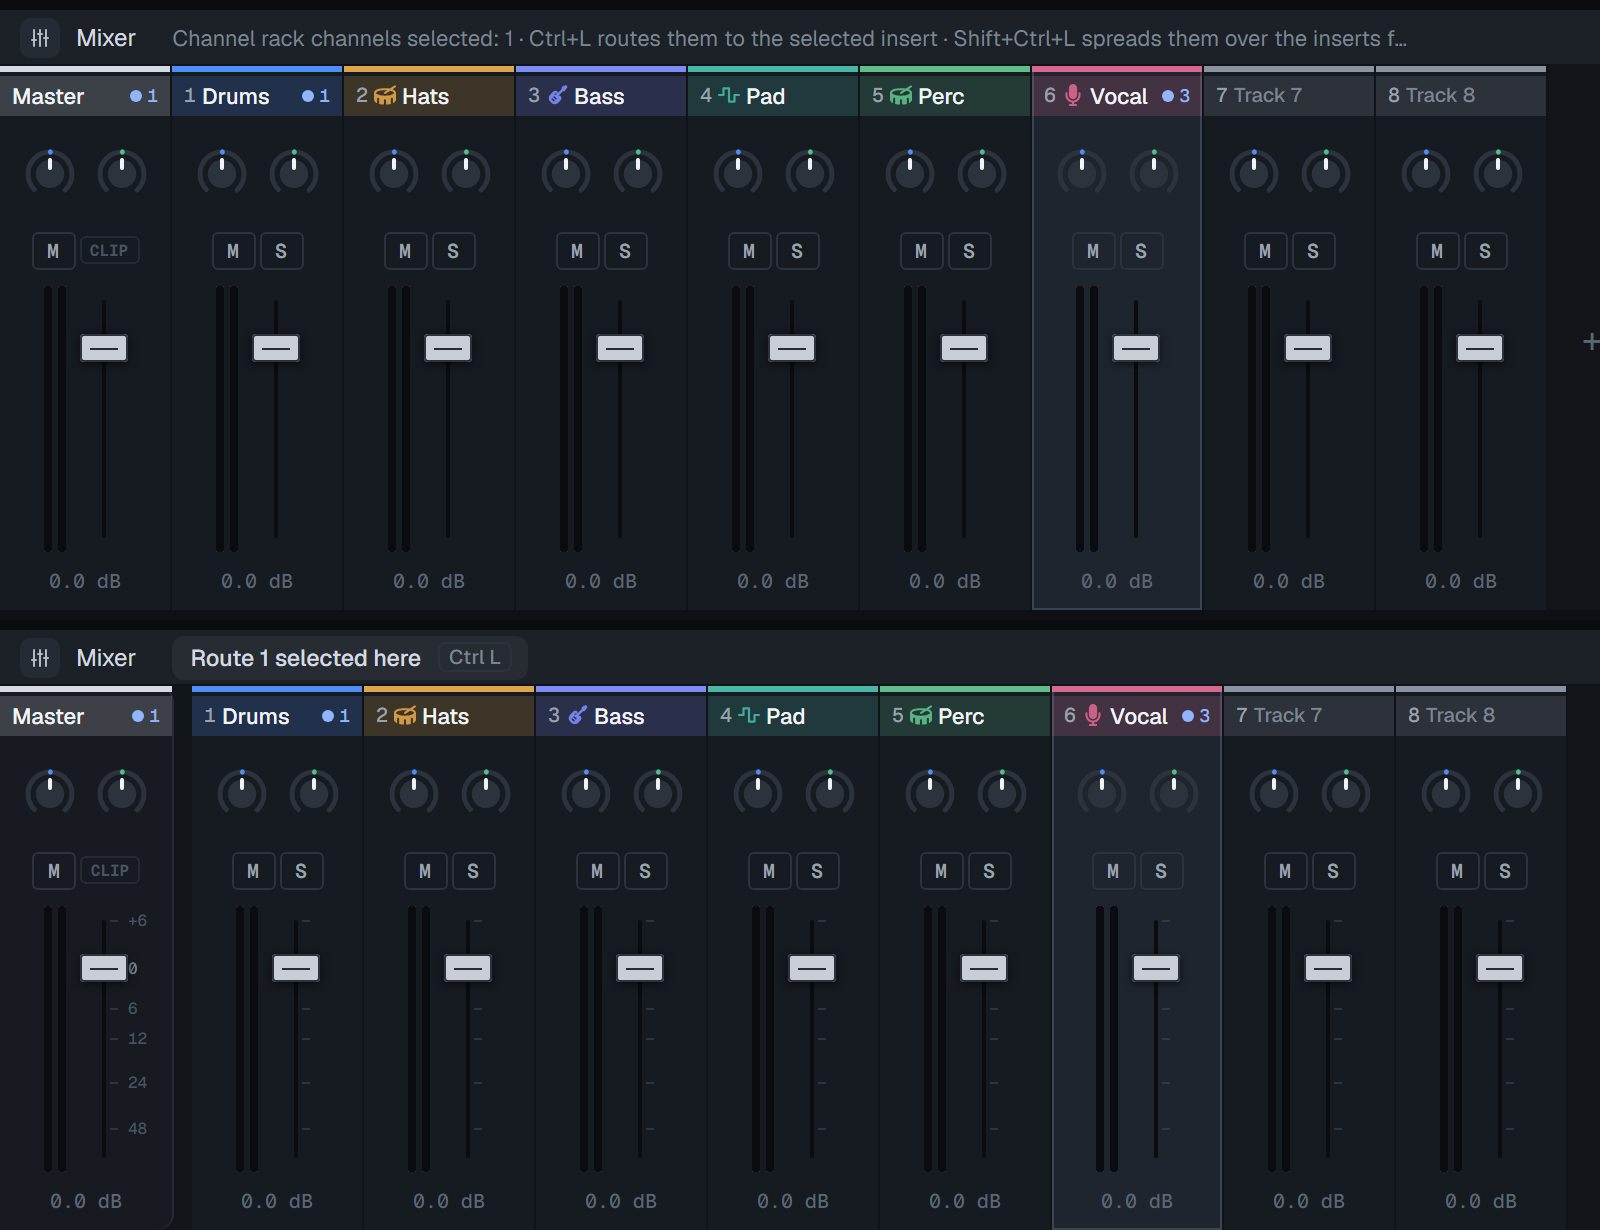 Mixer Channel rack channels selected: 1 · Ctrl+L routes them to the selected insert · Shift+Ctrl+L spreads them over the inserts f...
Master 1 1 Drums 1 2 Hats 3 Bass 4 Pad 5 Perc 6 Vocal 3 7 Track 7 8 Track 8
M CLIP M S M S M S M S M S M S M S M S
+
0.0 dB 0.0 dB 0.0 dB 0.0 dB 0.0 dB 0.0 dB 0.0 dB 0.0 dB 0.0 dB
Mixer Route 1 selected here Ctrl L
Master 1 1 Drums 1 2 Hats 3 Bass 4 Pad 5 Perc 6 Vocal 3 7 Track 7 8 Track 8
M CLIP M S M S M S M S M S M S M S M S
+6
0
6
12
24
48
0.0 dB 0.0 dB 0.0 dB 0.0 dB 0.0 dB 0.0 dB 0.0 dB 0.0 dB 0.0 dB